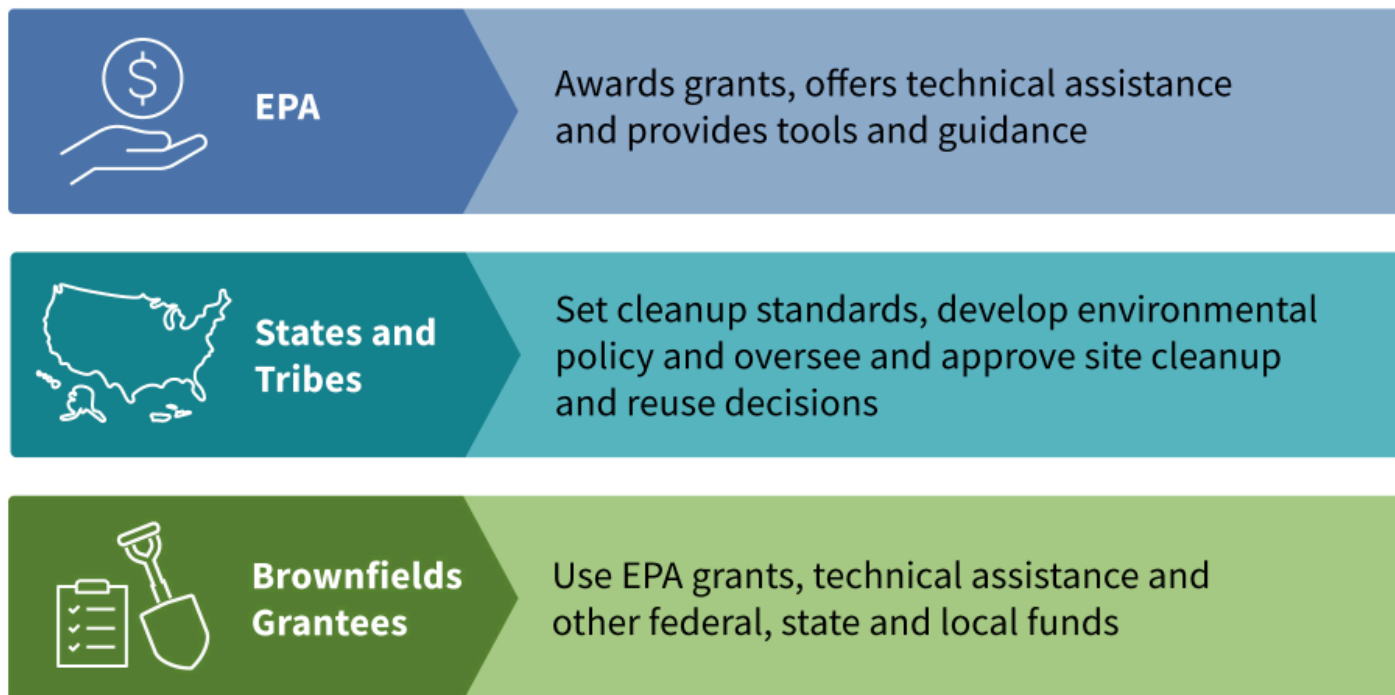 $
EPA
Awards grants, offers technical assistance
and provides tools and guidance
States and
Tribes
Set cleanup standards, develop environmental
policy and oversee and approve site cleanup
and reuse decisions
Brownfields
Grantees
Use EPA grants, technical assistance and
other federal, state and local funds